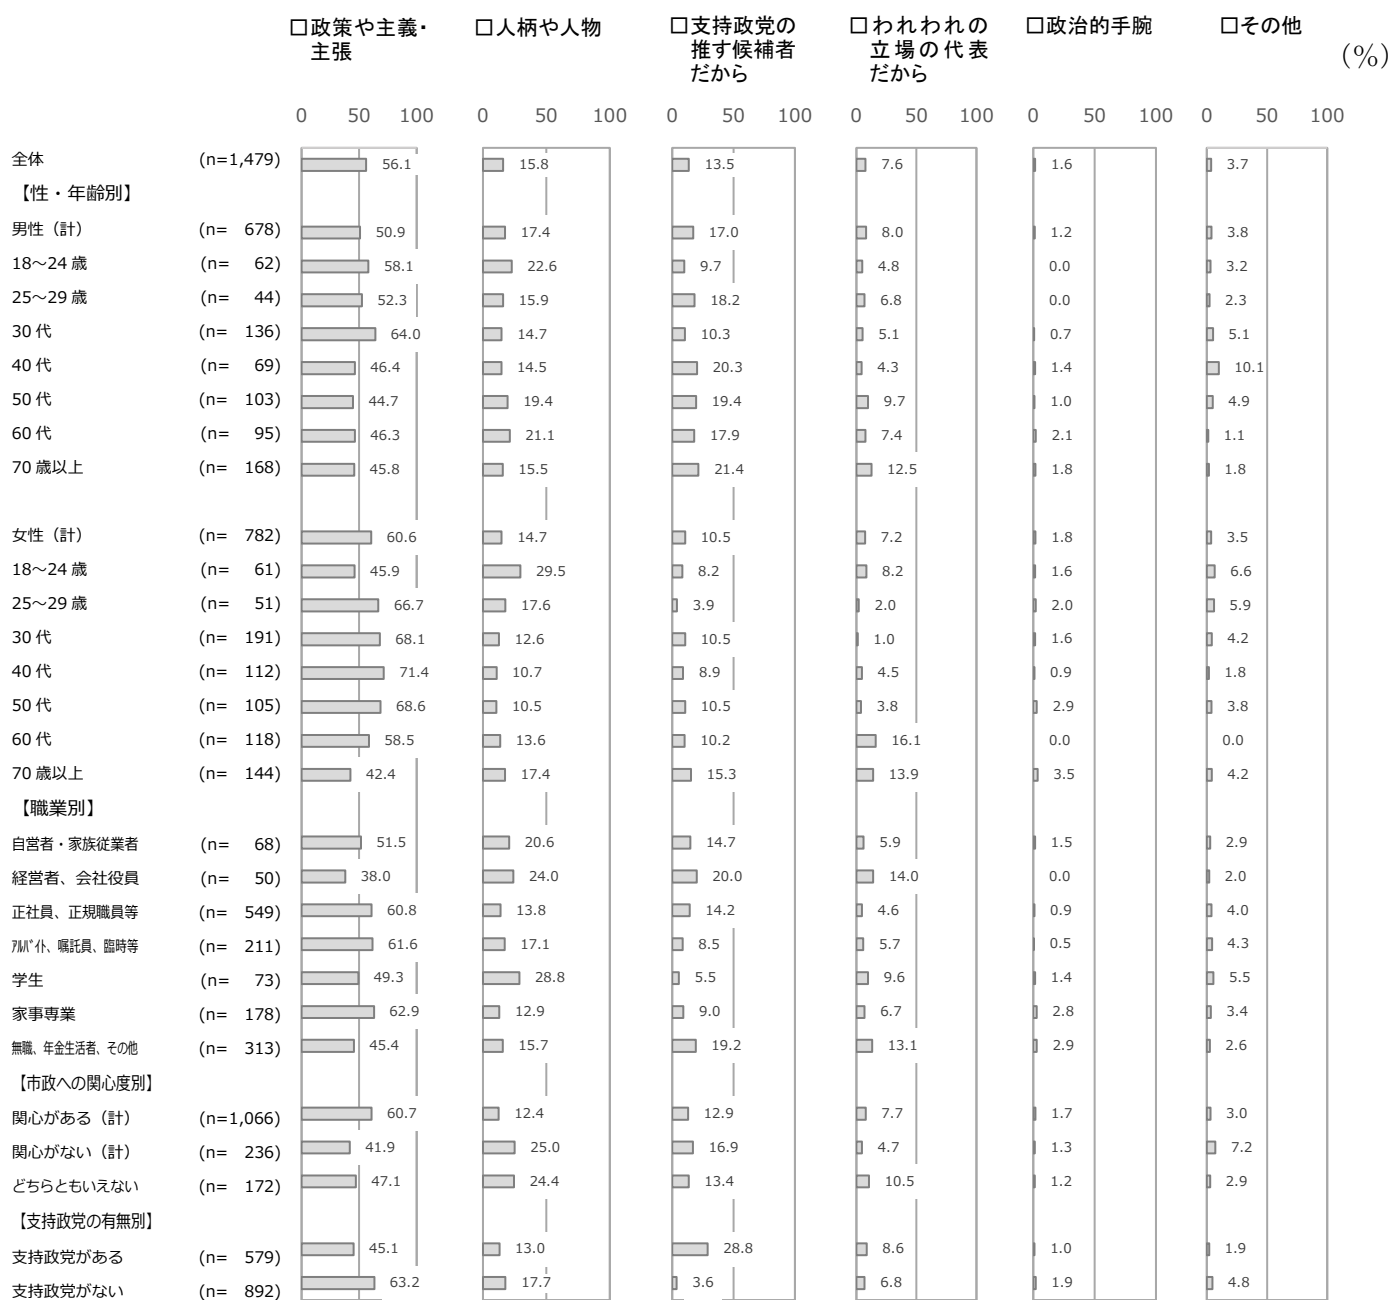 □政策や主義・主張 □人柄や人物 □支持政党の推す候補者だから □われわれの立場の代表だから □政治的手腕 □その他
(%)
0 50 100 0 50 100 0 50 100 0 50 100 0 50 100 0 50 100
全体 (n=1,479) 56.1 15.8 13.5 7.6 1.6 3.7
【性・年齢別】
男性（計） (n= 678) 50.9 17.4 17.0 8.0 1.2 3.8
18～24 歳 (n= 62) 58.1 22.6 9.7 4.8 0.0 3.2
25～29 歳 (n= 44) 52.3 15.9 18.2 6.8 0.0 2.3
30 代 (n= 136) 64.0 14.7 10.3 5.1 0.7 5.1
40 代 (n= 69) 46.4 14.5 20.3 4.3 1.4 10.1
50 代 (n= 103) 44.7 19.4 19.4 9.7 1.0 4.9
60 代 (n= 95) 46.3 21.1 17.9 7.4 2.1 1.1
70 歳以上 (n= 168) 45.8 15.5 21.4 12.5 1.8 1.8
女性（計） (n= 782) 60.6 14.7 10.5 7.2 1.8 3.5
18～24 歳 (n= 61) 45.9 29.5 8.2 8.2 1.6 6.6
25～29 歳 (n= 51) 66.7 17.6 3.9 2.0 2.0 5.9
30 代 (n= 191) 68.1 12.6 10.5 1.0 1.6 4.2
40 代 (n= 112) 71.4 10.7 8.9 4.5 0.9 1.8
50 代 (n= 105) 68.6 10.5 10.5 3.8 2.9 3.8
60 代 (n= 118) 58.5 13.6 10.2 16.1 0.0 0.0
70 歳以上 (n= 144) 42.4 17.4 15.3 13.9 3.5 4.2
【職業別】
自営者・家族従業者 (n= 68) 51.5 20.6 14.7 5.9 1.5 2.9
経営者、会社役員 (n= 50) 38.0 24.0 20.0 14.0 0.0 2.0
正社員、正規職員等 (n= 549) 60.8 13.8 14.2 4.6 0.9 4.0
ｱﾙﾊﾞｲﾄ、嘱託員、臨時等 (n= 211) 61.6 17.1 8.5 5.7 0.5 4.3
学生 (n= 73) 49.3 28.8 5.5 9.6 1.4 5.5
家事専業 (n= 178) 62.9 12.9 9.0 6.7 2.8 3.4
無職、年金生活者、その他 (n= 313) 45.4 15.7 19.2 13.1 2.9 2.6
【市政への関心度別】
関心がある（計） (n=1,066) 60.7 12.4 12.9 7.7 1.7 3.0
関心がない（計） (n= 236) 41.9 25.0 16.9 4.7 1.3 7.2
どちらともいえない (n= 172) 47.1 24.4 13.4 10.5 1.2 2.9
【支持政党の有無別】
支持政党がある (n= 579) 45.1 13.0 28.8 8.6 1.0 1.9
支持政党がない (n= 892) 63.2 17.7 3.6 6.8 1.9 4.8